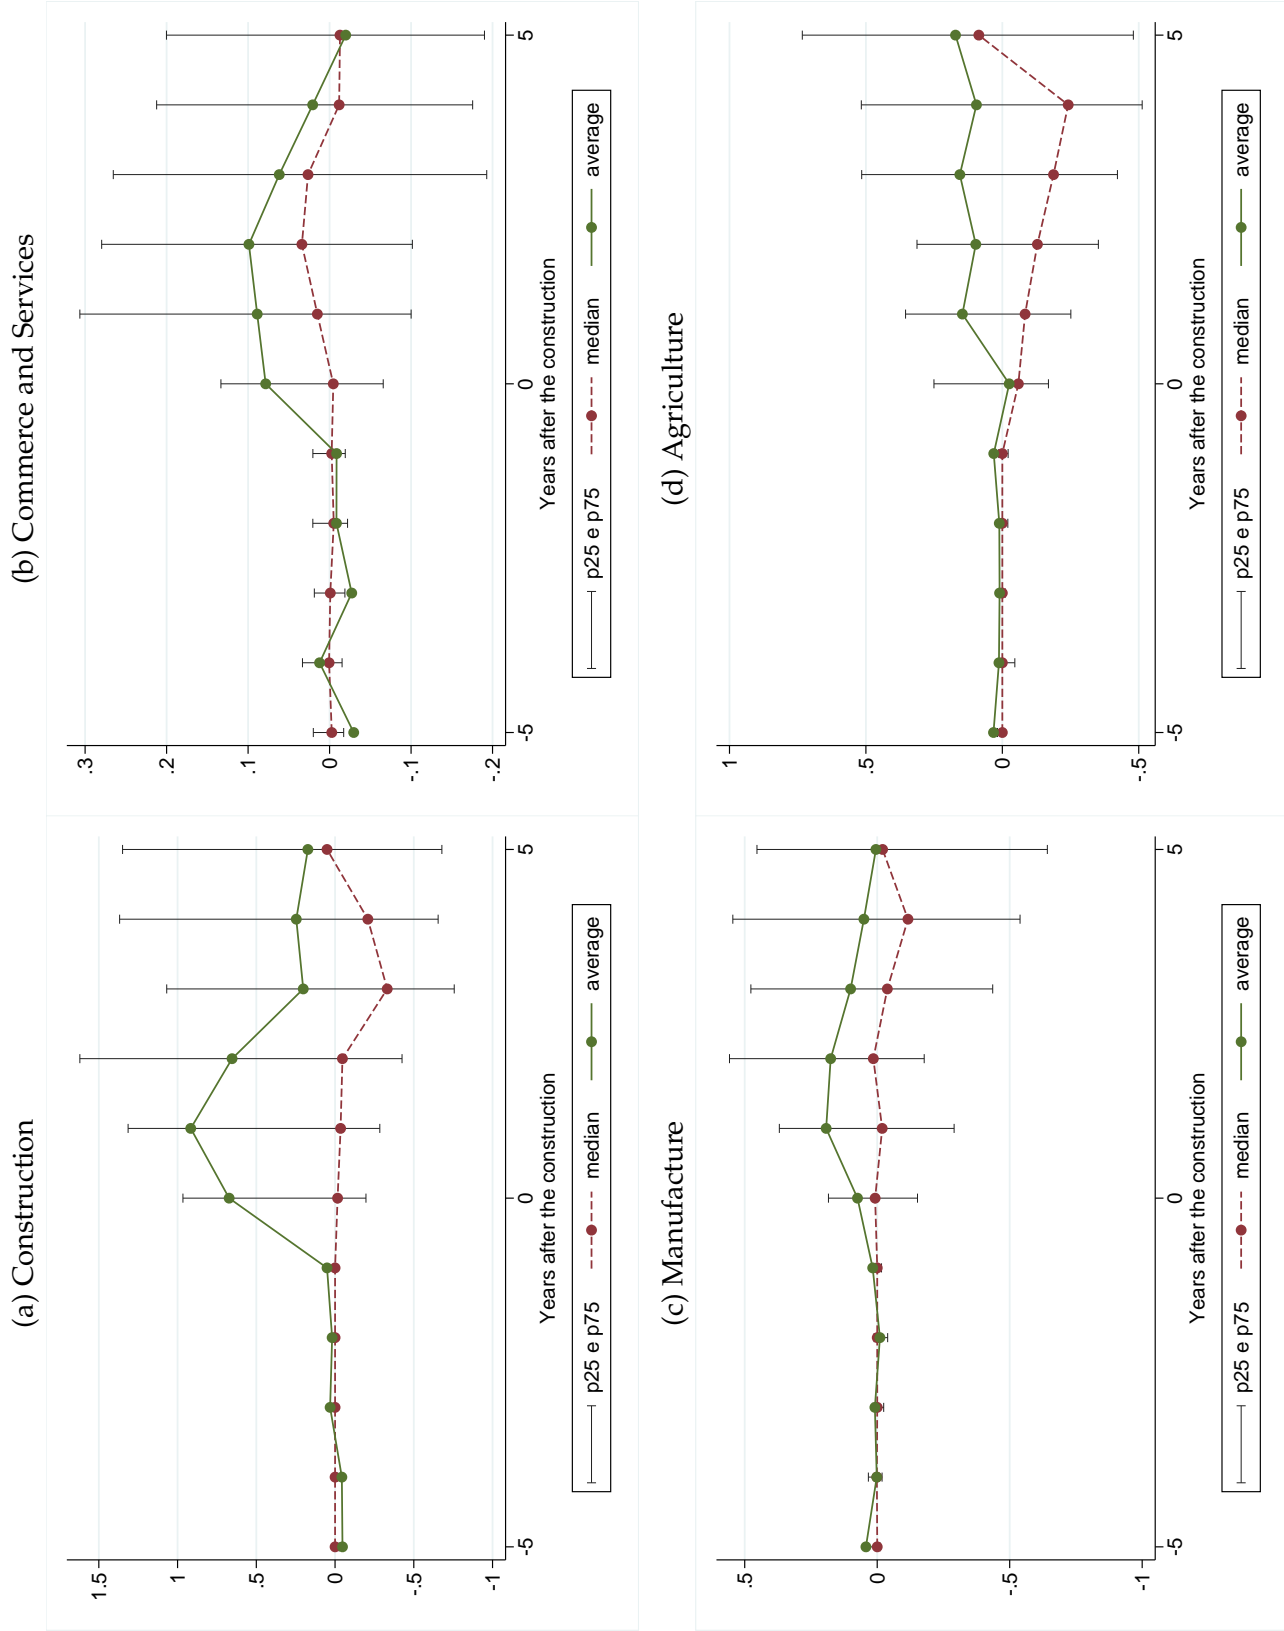 (a) Construction
1.5
1
.5
0
-.5
-1
-5 0 5
Years after the construction
p25 e p75 median average
(b) Commerce and Services
.3
.2
.1
0
-.1
-.2
-5 0 5
Years after the construction
p25 e p75 median average
(c) Manufacture
.5
0
-.5
-1
-5 0 5
Years after the construction
p25 e p75 median average
(d) Agriculture
1
.5
0
-.5
-5 0 5
Years after the construction
p25 e p75 median average